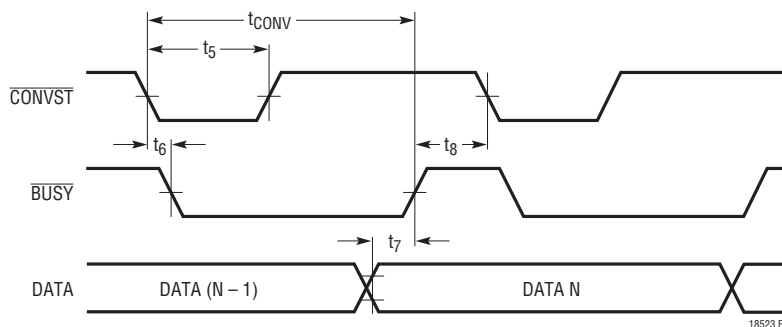 tCONV
t5
CONVST
t6
t8
BUSY
t7
DATA
DATA (N – 1)
DATA N
18523 F